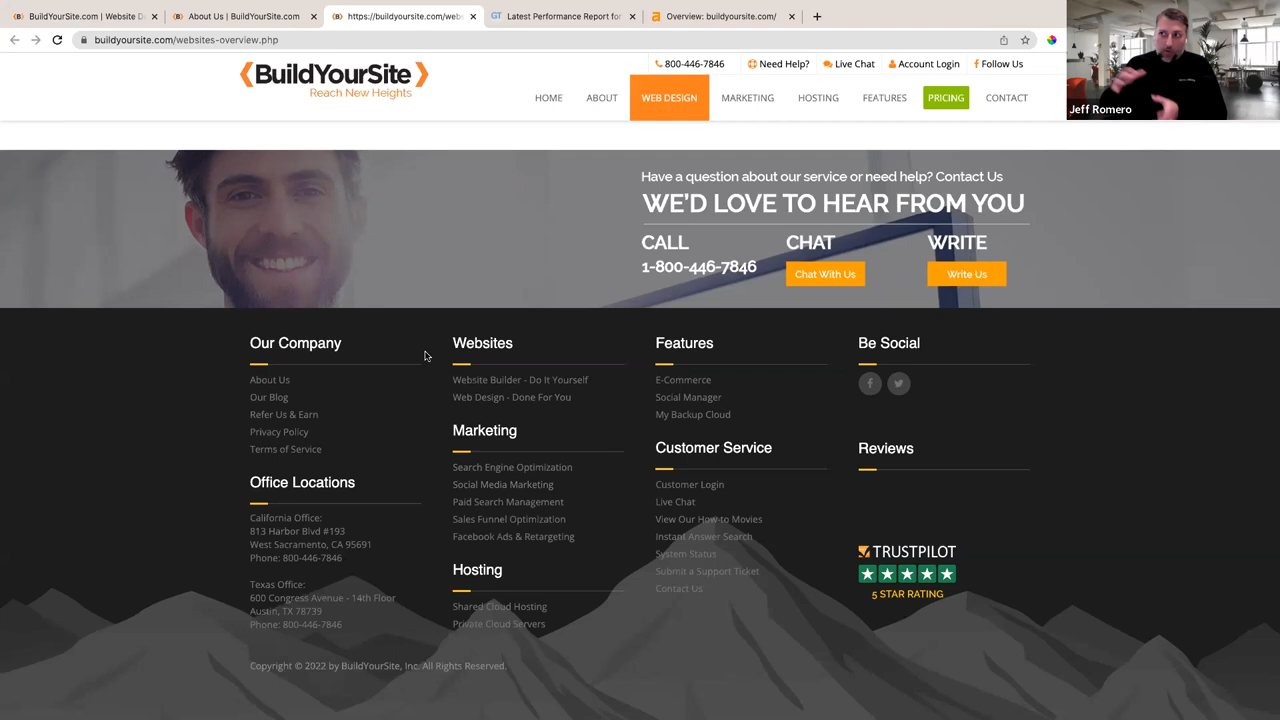 BuildYourSite.com | Website D
About Us | BuildYourSite.com
https://buildyoursite.com/web
GT Latest Performance Report for
Overview: buildyoursite.com/
buildyoursite.com/websites-overview.php
800-446-7846
Need Help?
Live Chat
Account Login
Follow Us
BuildYourSite
Reach New Heights
HOME
ABOUT
WEB DESIGN
MARKETING
HOSTING
FEATURES
PRICING
CONTACT
Jeff Romero
Have a question about our service or need help? Contact Us
WE'D LOVE TO HEAR FROM YOU
CALL
1-800-446-7846
CHAT
Chat With Us
WRITE
Write Us
Our Company
About Us
Our Blog
Refer Us & Earn
Privacy Policy
Terms of Service
Office Locations
California Office:
813 Harbor Blvd #193
West Sacramento, CA 95691
Phone: 800-446-7846
Texas Office:
600 Congress Avenue - 14th Floor
Austin, TX 78739
Phone: 800-446-7846
Websites
Website Builder - Do It Yourself
Web Design - Done For You
Marketing
Search Engine Optimization
Social Media Marketing
Paid Search Management
Sales Funnel Optimization
Facebook Ads & Retargeting
Hosting
Shared Cloud Hosting
Private Cloud Servers
Features
E-Commerce
Social Manager
My Backup Cloud
Customer Service
Customer Login
Live Chat
View Our How-to Movies
Instant Answer Search
System Status
Submit a Support Ticket
Contact Us
Be Social
Reviews
TRUSTPILOT
5 STAR RATING
Copyright © 2022 by BuildYourSite, Inc. All Rights Reserved.